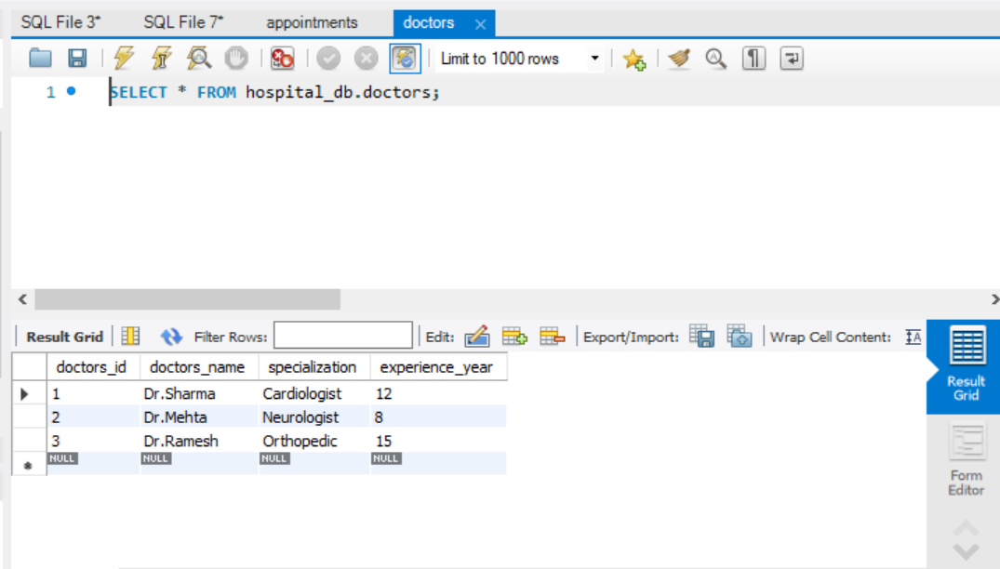 SQL File 3* SQL File 7* appointments doctors
Limit to 1000 rows
1 SELECT * FROM hospital_db.doctors;
Result Grid Filter Rows: Edit: Export/Import: Wrap Cell Content:
doctors_id doctors_name specialization experience_year
1 Dr.Sharma Cardiologist 12
2 Dr.Mehta Neurologist 8
3 Dr.Ramesh Orthopedic 15
NULL NULL NULL NULL
Result
Grid
Form
Editor